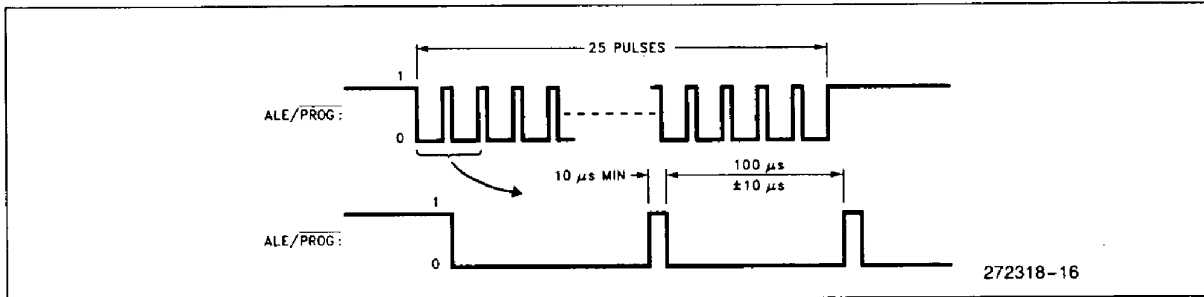 25 PULSES
1
ALE/PROG:
0
10 μs MIN
100 μs
±10 μs
1
ALE/PROG:
0
272318-16